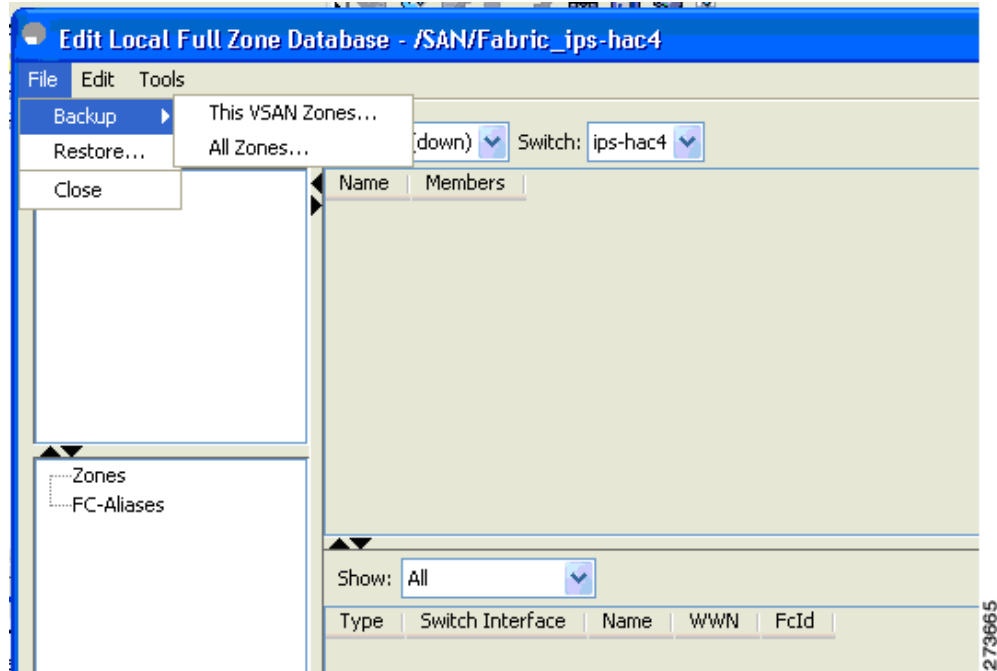 Edit Local Full Zone Database - /SAN/Fabric_ips-hac4
File Edit Tools
Backup This VSAN Zones...
Restore... All Zones...
Close
(down) Switch: ips-hac4
Name Members
Zones
FC-Aliases
Show: All
Type Switch Interface Name WWN FcId
273665